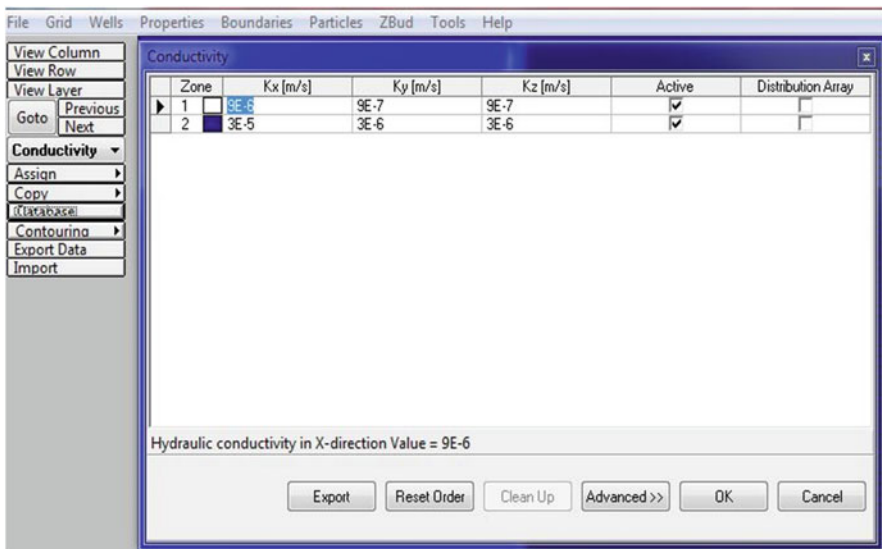 File Grid Wells Properties Boundaries Particles ZBud Tools Help
View Column
View Row
View Layer
Goto
Previous
Next
Conductivity
Assign
Copy
Database
Contouring
Export Data
Import
Conductivity
Zone Kx [m/s] Ky [m/s] Kz [m/s] Active Distribution Array
1 9E-6 9E-7 9E-7
2 3E-5 3E-6 3E-6
Hydraulic conductivity in X-direction Value = 9E-6
Export Reset Order Clean Up Advanced >> OK Cancel